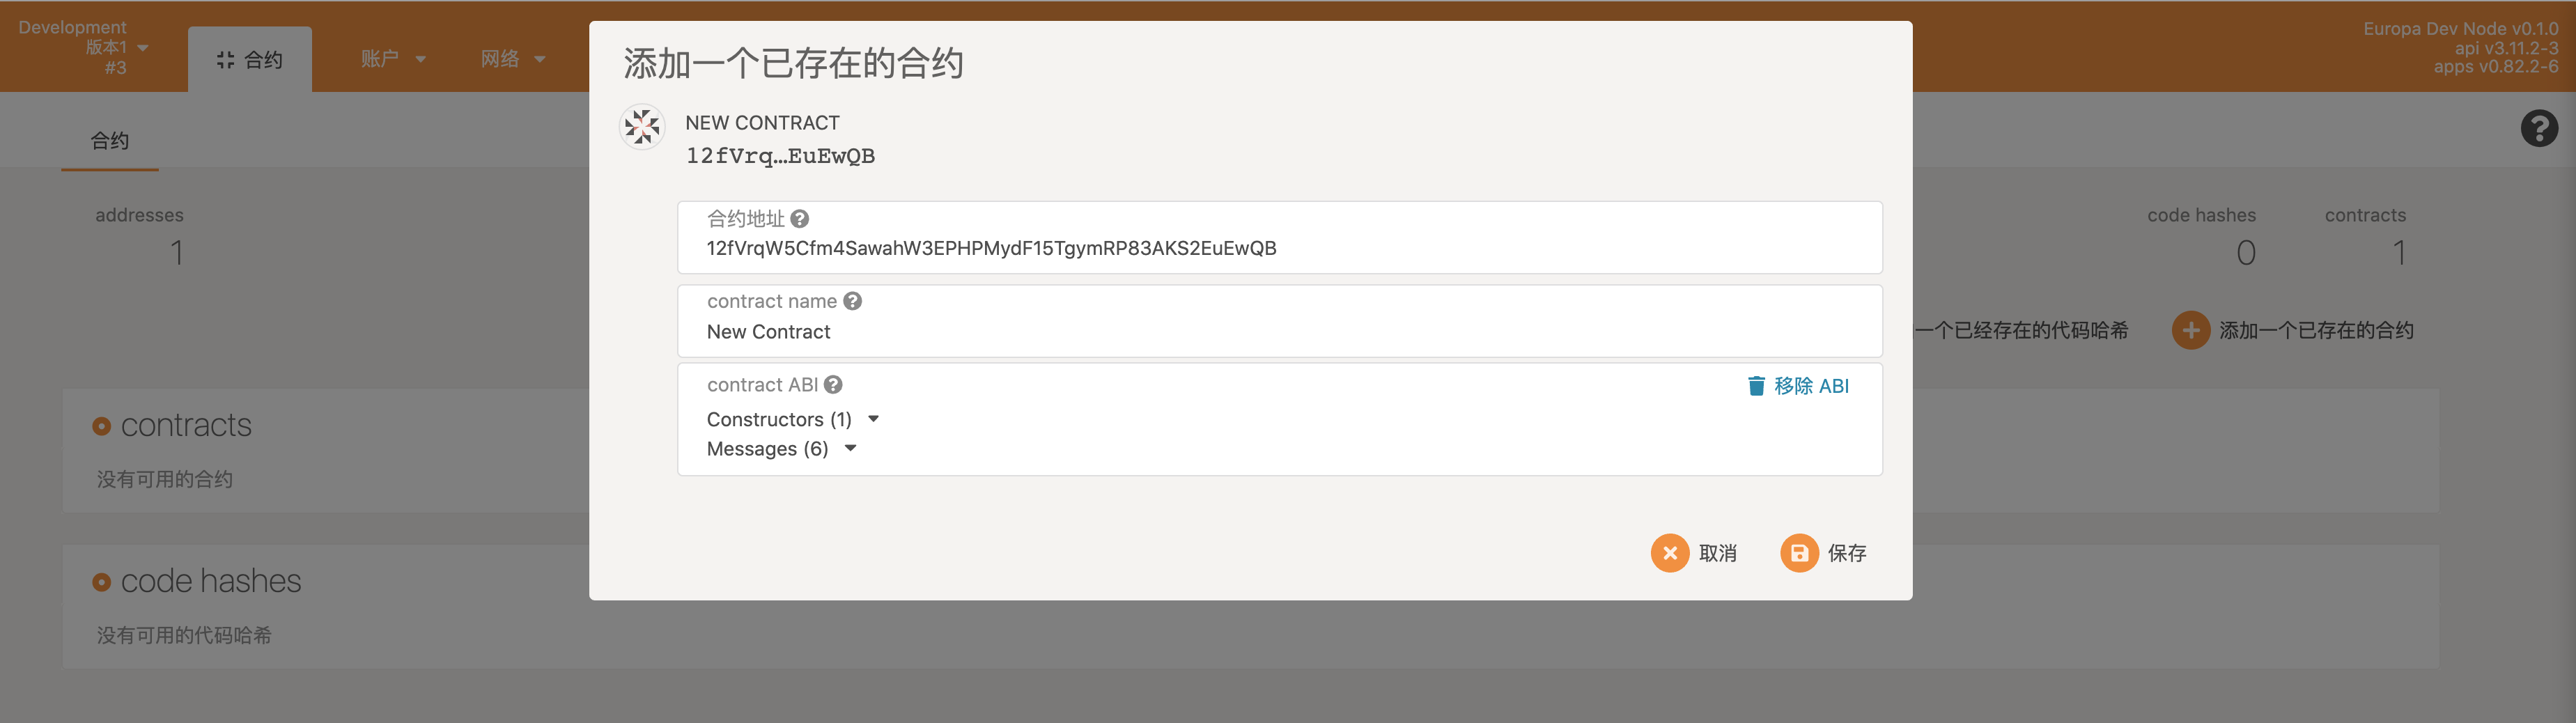 Development
版本1
#3
合约
账户
网络
Europa Dev Node v0.1.0
api v3.11.2-3
apps v0.82.2-6
合约
addresses
1
code hashes
0
contracts
1
一个已经存在的代码哈希
添加一个已存在的合约
contracts
没有可用的合约
code hashes
没有可用的代码哈希
添加一个已存在的合约
NEW CONTRACT
12fVrq…EuEwQB
合约地址
12fVrqW5Cfm4SawahW3EPHPMydF15TgymRP83AKS2EuEwQB
contract name
New Contract
contract ABI
移除 ABI
Constructors (1)
Messages (6)
取消
保存